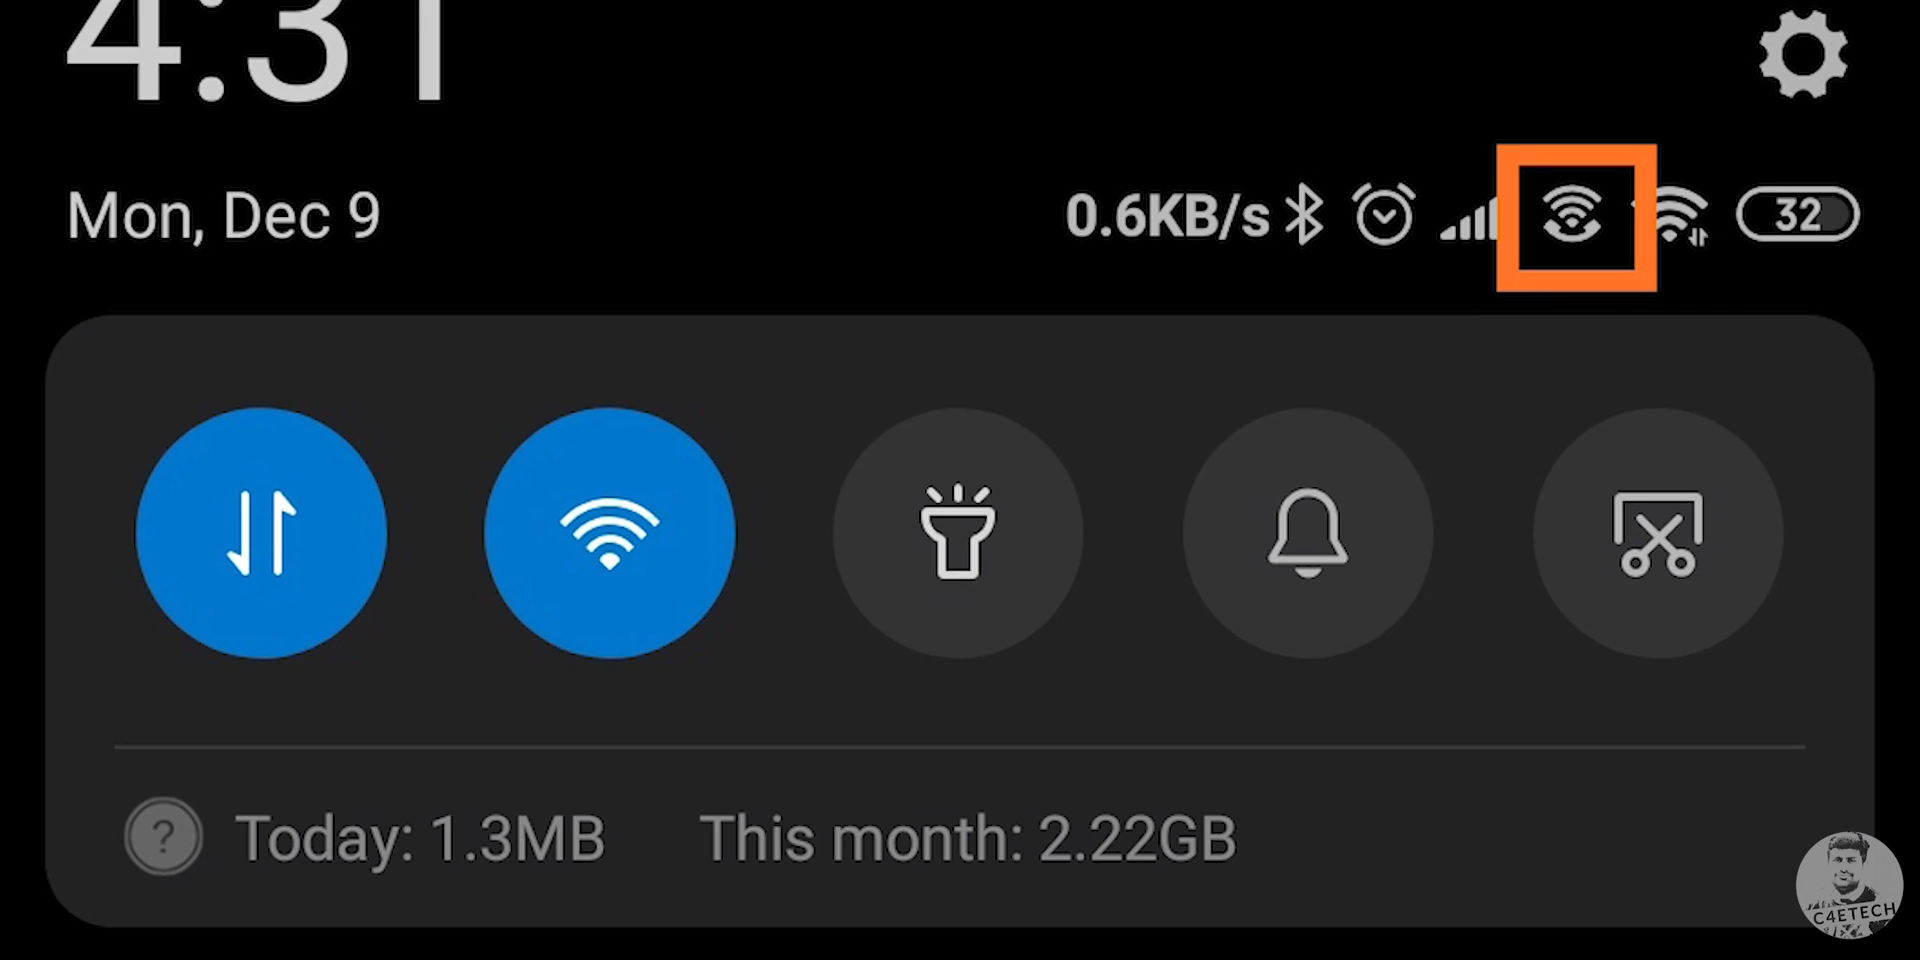 4:31
Mon, Dec 9
0.6KB/s
32
? Today: 1.3MB This month: 2.22GB
C4ETECH